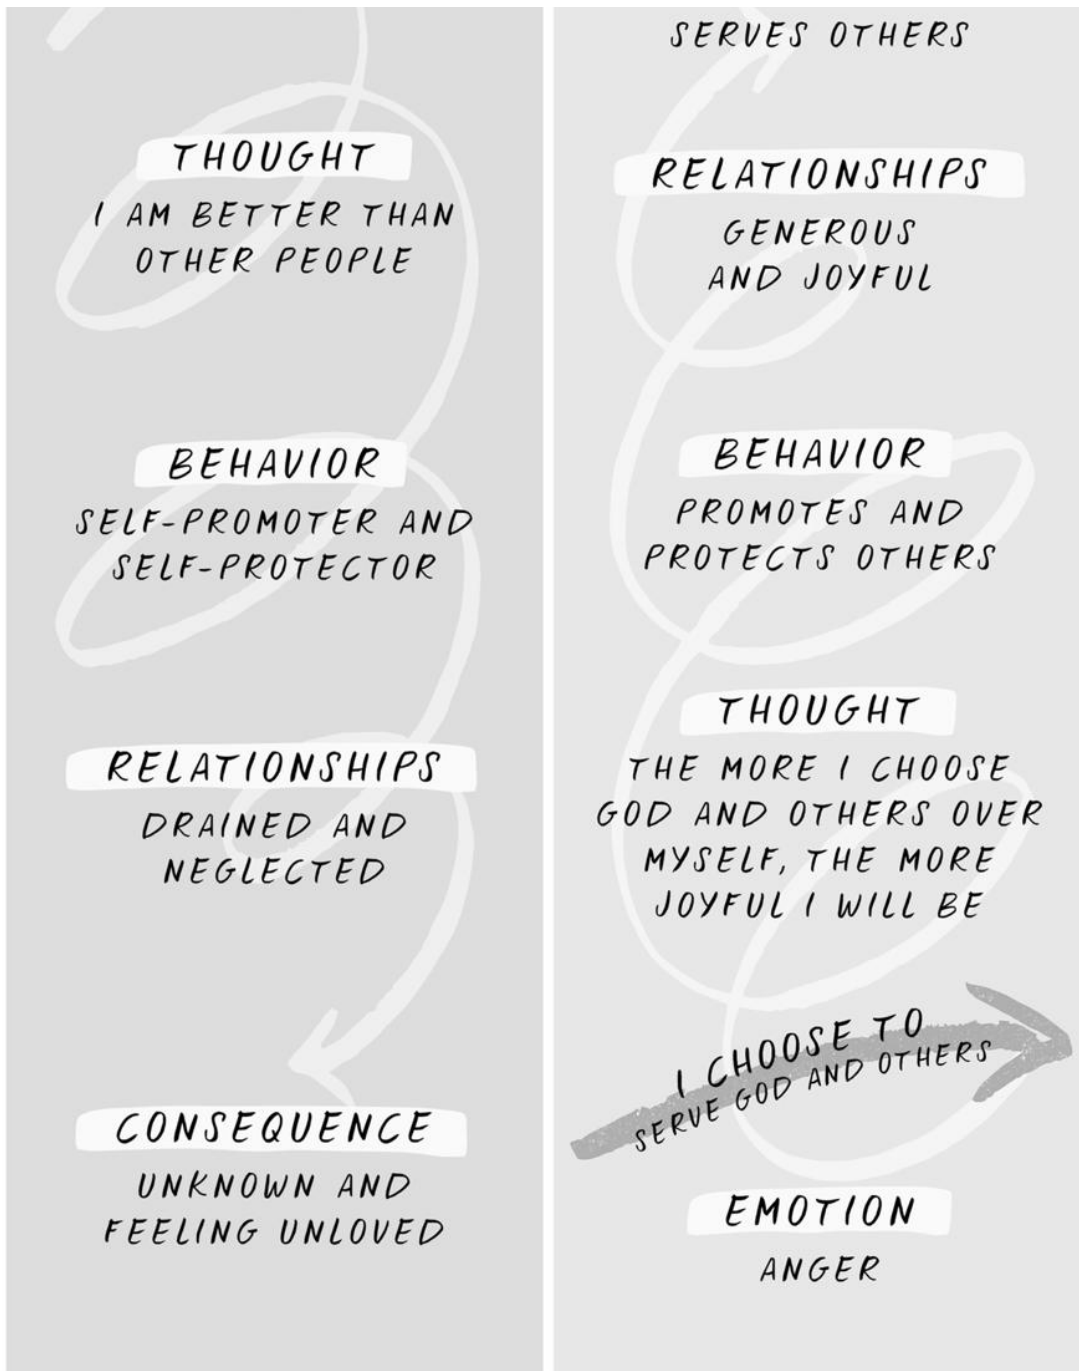 THOUGHT
I AM BETTER THAN
OTHER PEOPLE
BEHAVIOR
SELF-PROMOTER AND
SELF-PROTECTOR
RELATIONSHIPS
DRAINED AND
NEGLECTED
CONSEQUENCE
UNKNOWN AND
FEELING UNLOVED
SERVES OTHERS
RELATIONSHIPS
GENEROUS
AND JOYFUL
BEHAVIOR
PROMOTES AND
PROTECTS OTHERS
THOUGHT
THE MORE I CHOOSE
GOD AND OTHERS OVER
MYSELF, THE MORE
JOYFUL I WILL BE
I CHOOSE TO
SERVE GOD AND OTHERS
EMOTION
ANGER